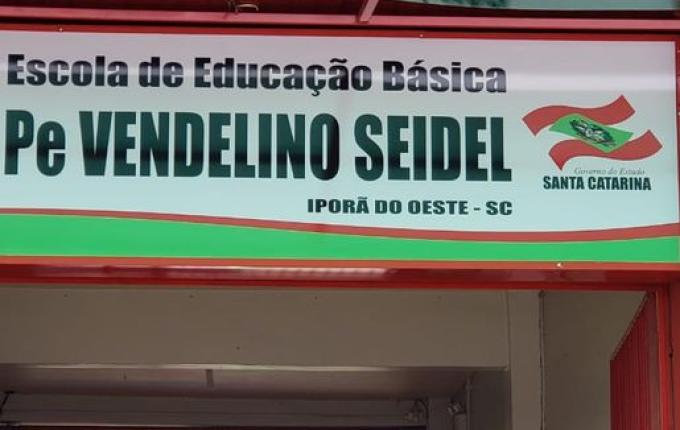 Escola de Educação Básica
Pe VENDELINO SEIDEL
IPORÃ DO OESTE - SC
Governo do Estado
SANTA CATARINA